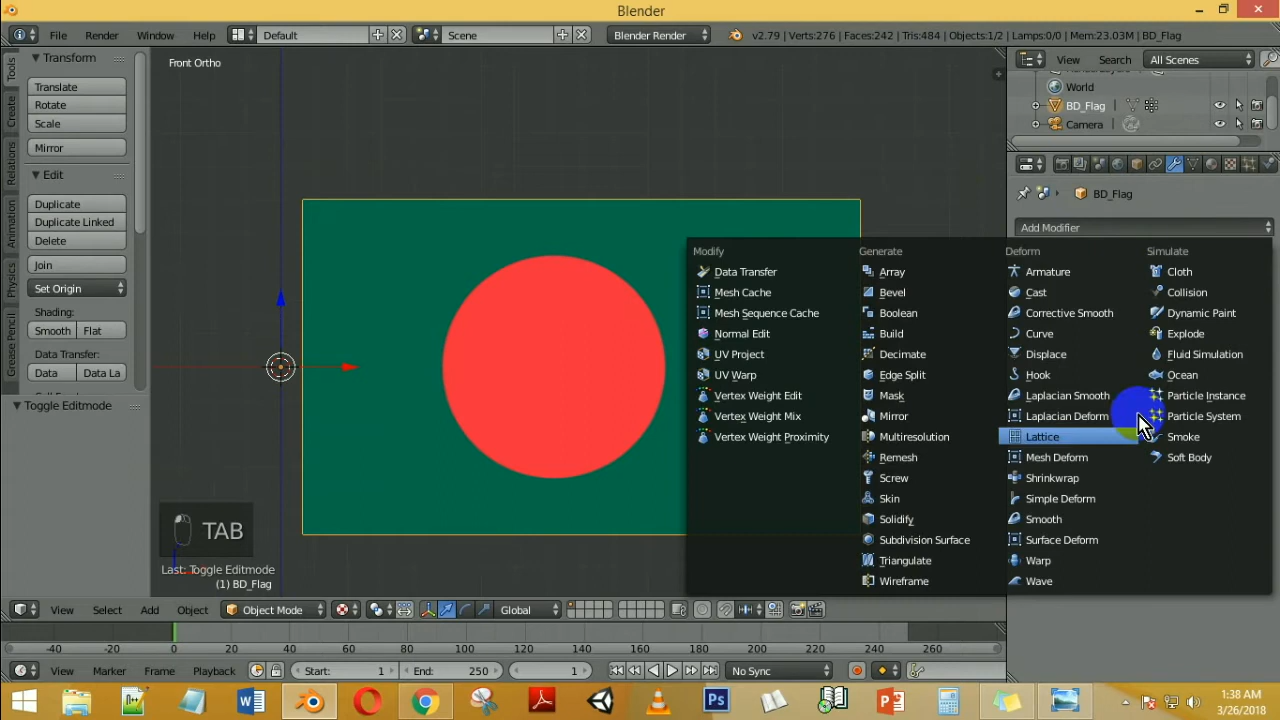 Blender
File Render Window Help Default Scene Blender Render v2.79 | Verts:276 | Faces:242 | Tris:484 | Objects:1/2 | Lamps:0/0 | Mem:23.03M | BD_Flag
Tools
Create
Relations
Animation
Physics
Grease Pencil
Transform
Translate
Rotate
Scale
Mirror
Edit
Duplicate
Duplicate Linked
Delete
Join
Set Origin
Shading:
Smooth Flat
Data Transfer:
Data Data La
Toggle Editmode
Front Ortho
TAB
Last: Toggle Editmode
(1) BD_Flag
View Search All Scenes
World
BD_Flag
Camera
BD_Flag
Add Modifier
Modify
Data Transfer
Mesh Cache
Mesh Sequence Cache
Normal Edit
UV Project
UV Warp
Vertex Weight Edit
Vertex Weight Mix
Vertex Weight Proximity
Generate
Array
Bevel
Boolean
Build
Decimate
Edge Split
Mask
Mirror
Multiresolution
Remesh
Screw
Skin
Solidify
Subdivision Surface
Triangulate
Wireframe
Deform
Armature
Cast
Corrective Smooth
Curve
Displace
Hook
Laplacian Smooth
Laplacian Deform
Lattice
Mesh Deform
Shrinkwrap
Simple Deform
Smooth
Surface Deform
Warp
Wave
Simulate
Cloth
Collision
Dynamic Paint
Explode
Fluid Simulation
Ocean
Particle Instance
Particle System
Smoke
Soft Body
View Select Add Object Object Mode Global
-40 -20 0 20 40 60 80 100 120 140 160 180 200 220 240 260
View Marker Frame Playback Start: 1 End: 250 1 No Sync
1:38 AM
3/26/2018